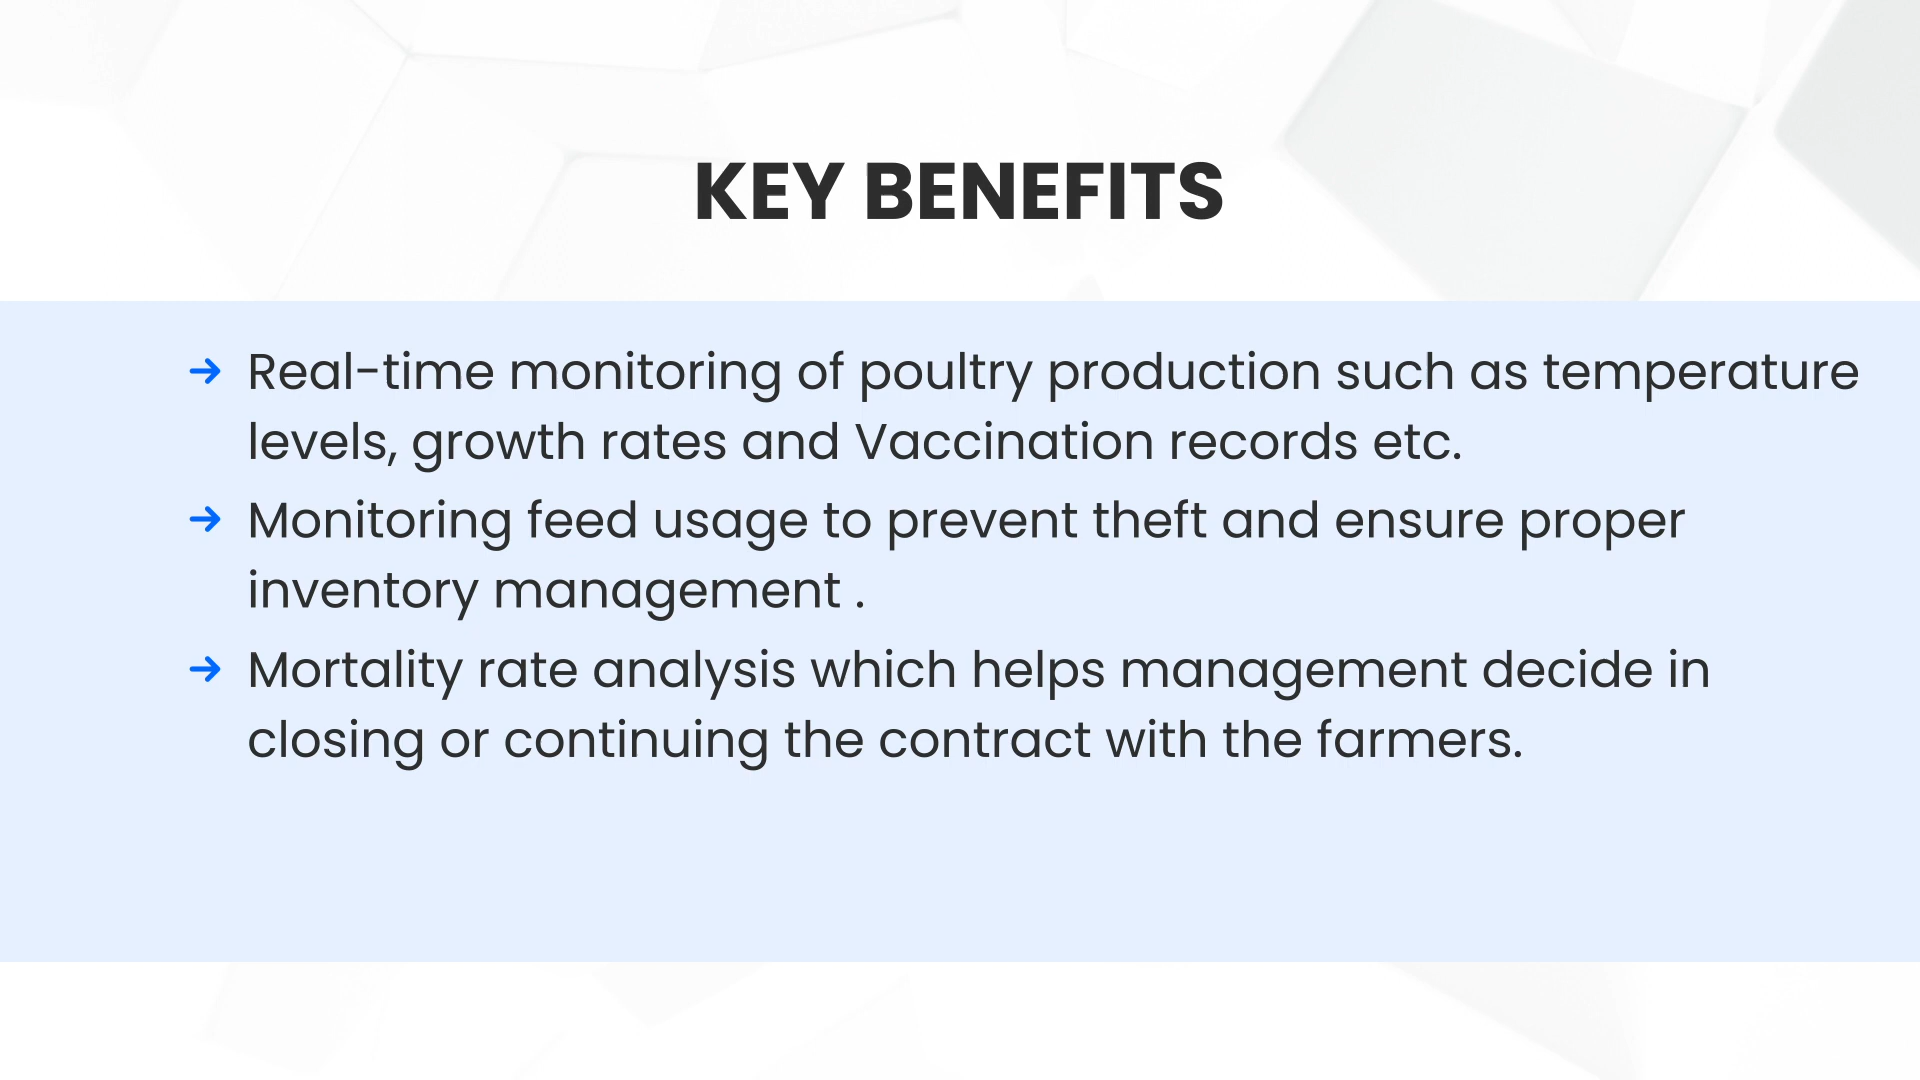 KEY BENEFITS
→ Real-time monitoring of poultry production such as temperature
levels, growth rates and Vaccination records etc.
→ Monitoring feed usage to prevent theft and ensure proper
inventory management .
→ Mortality rate analysis which helps management decide in
closing or continuing the contract with the farmers.